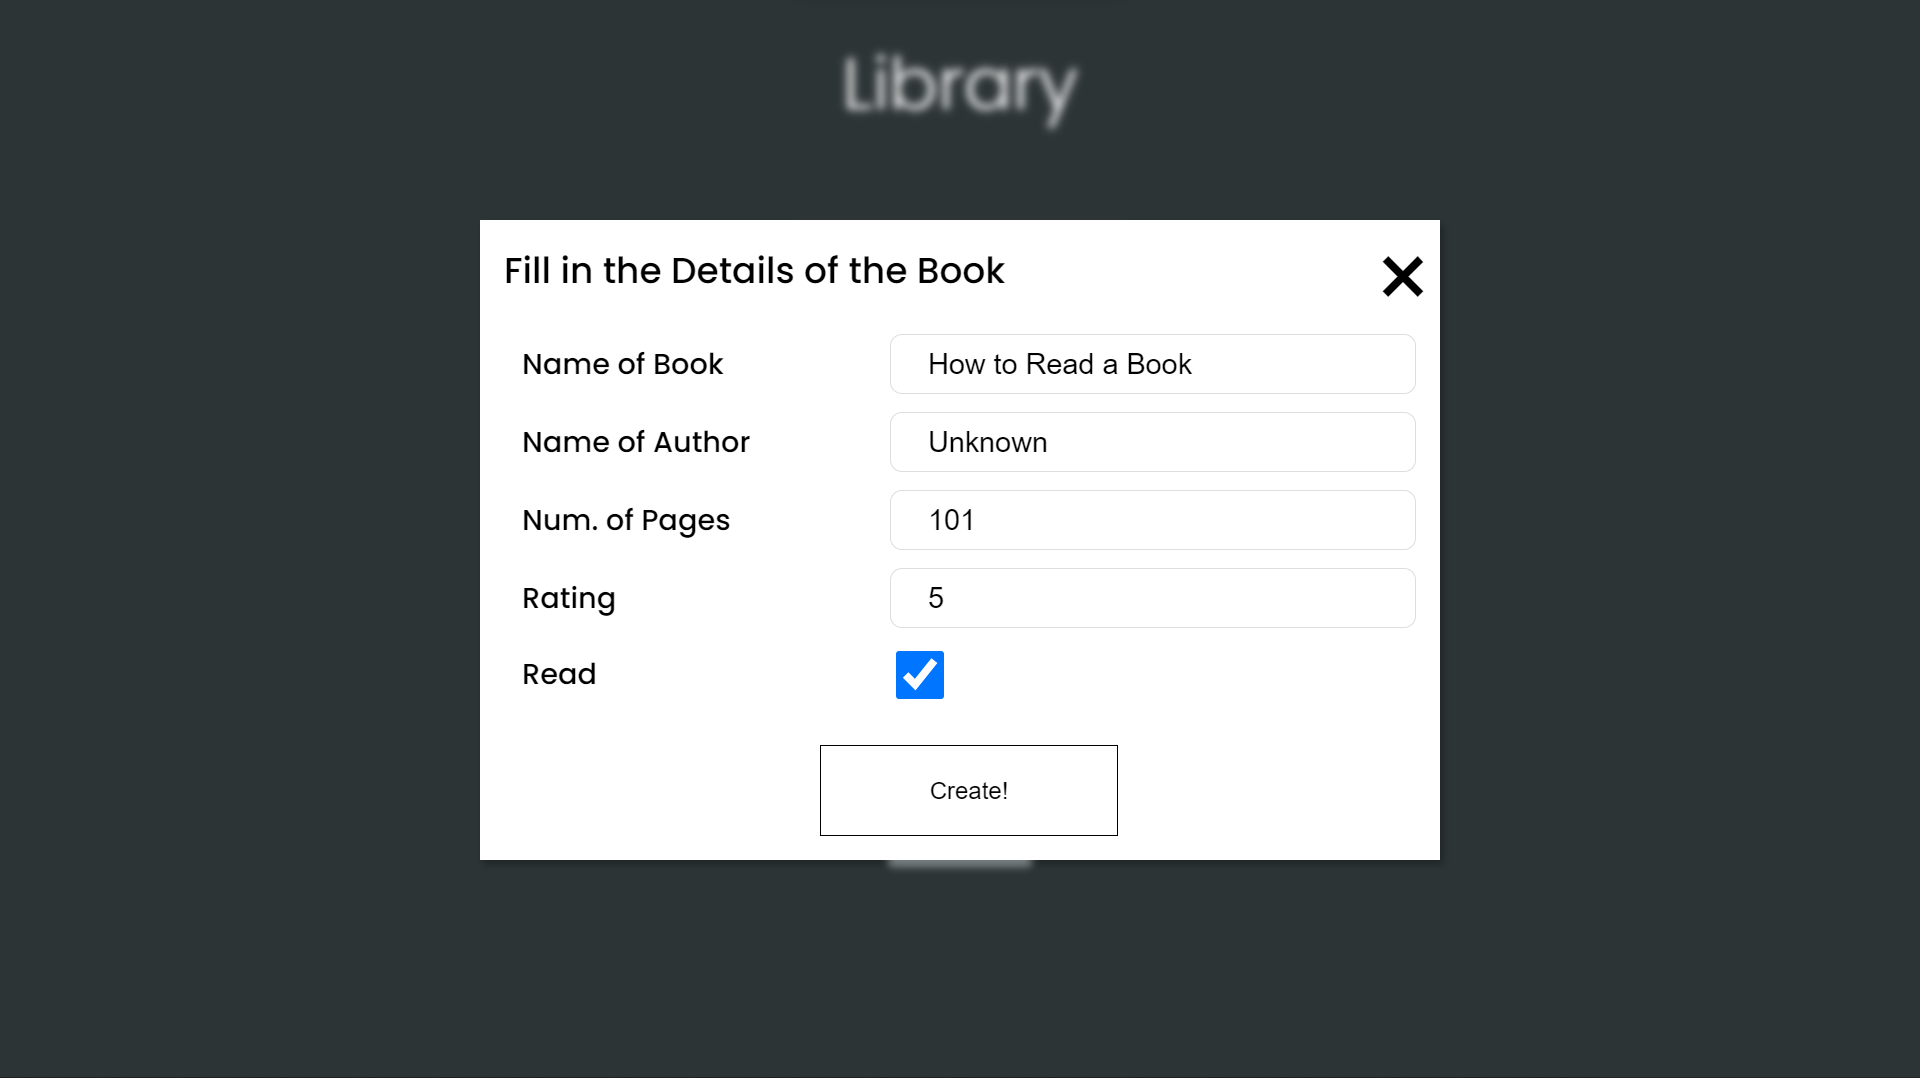 Library
Fill in the Details of the Book
Name of Book How to Read a Book
Name of Author Unknown
Num. of Pages 101
Rating 5
Read
Create!